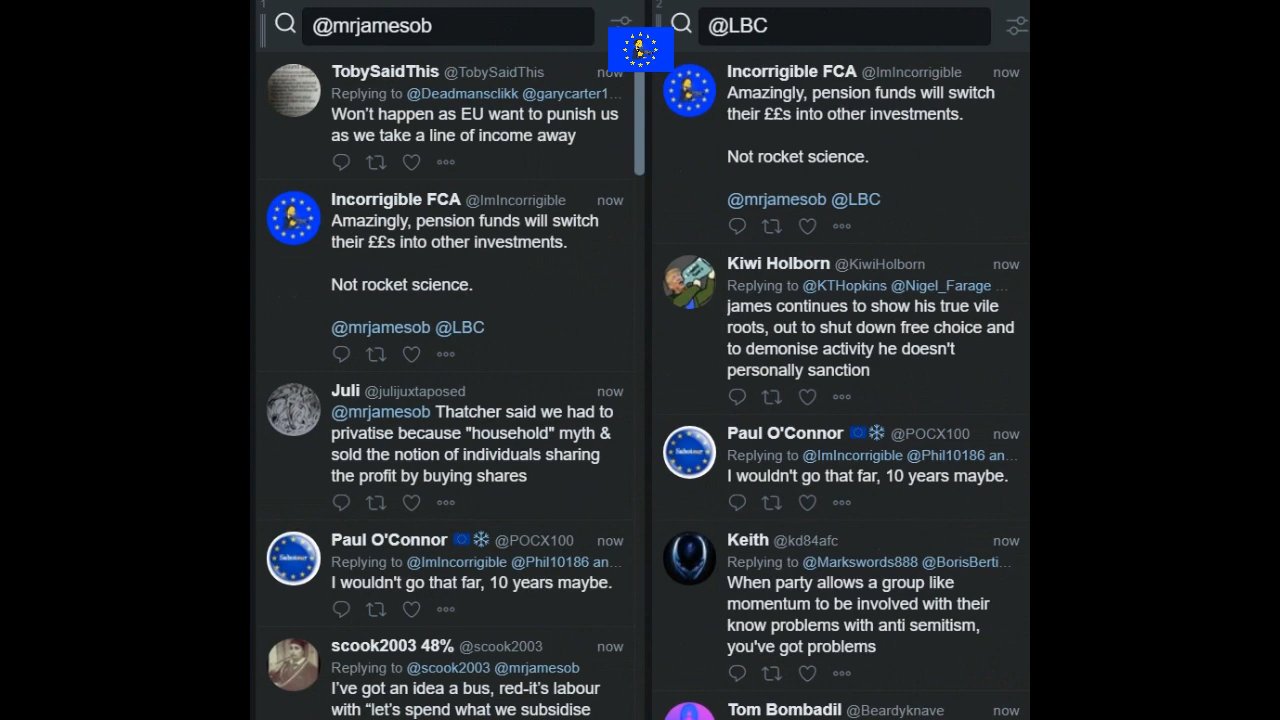 1
@mrjamesob
TobySaidThis @TobySaidThis now
Replying to @Deadmansclikk @garycarter1...
Won't happen as EU want to punish us
as we take a line of income away
Incorrigible FCA @ImIncorrigible now
Amazingly, pension funds will switch
their ££s into other investments.
Not rocket science.
@mrjamesob @LBC
Juli @julijuxtaposed now
@mrjamesob Thatcher said we had to
privatise because "household" myth &
sold the notion of individuals sharing
the profit by buying shares
Paul O'Connor @POCX100 now
Saboteur
Replying to @ImIncorrigible @Phil10186 an...
I wouldn't go that far, 10 years maybe.
scook2003 48% @scook2003 now
Replying to @scook2003 @mrjamesob
I've got an idea a bus, red-it's labour
with “let's spend what we subsidise
2
@LBC
Incorrigible FCA @ImIncorrigible now
Amazingly, pension funds will switch
their ££s into other investments.
Not rocket science.
@mrjamesob @LBC
Kiwi Holborn @KiwiHolborn now
Replying to @KTHopkins @Nigel_Farage ...
james continues to show his true vile
roots, out to shut down free choice and
to demonise activity he doesn't
personally sanction
Paul O'Connor @POCX100 now
Saboteur
Replying to @ImIncorrigible @Phil10186 an...
I wouldn't go that far, 10 years maybe.
Keith @kd84afc now
Replying to @Markswords888 @BorisBerti...
When party allows a group like
momentum to be involved with their
know problems with anti semitism,
you've got problems
Tom Bombadil @Beardyknave now